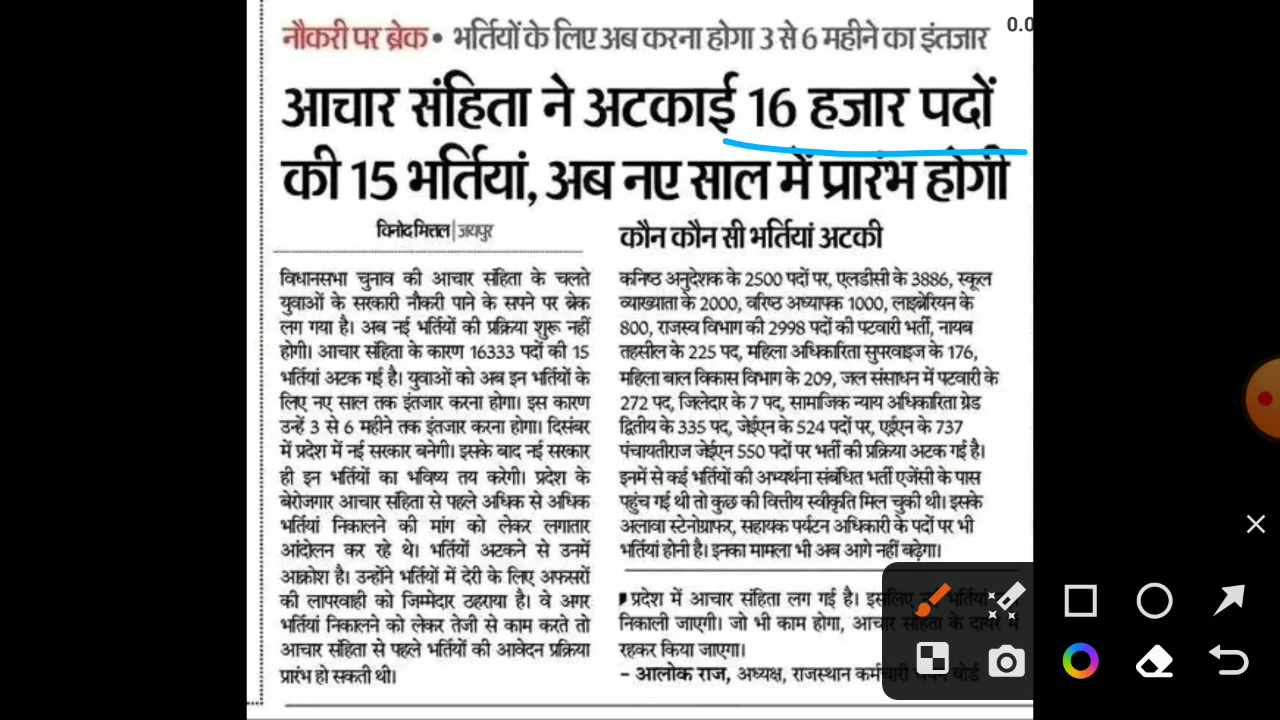 नौकरी पर ब्रेक • भर्तियों के लिए अब करना होगा 3 से 6 महीने का इंतजार
0.0
आचार संहिता ने अटकाई 16 हजार पदों
की 15 भर्तियां, अब नए साल में प्रारंभ होगी
विनोद मित्तल | जयपुर
विधानसभा चुनाव की आचार संहिता के चलते
युवाओं के सरकारी नौकरी पाने के सपने पर ब्रेक
लग गया है। अब नई भर्तियों की प्रक्रिया शुरू नहीं
होगी। आचार संहिता के कारण 16333 पदों की 15
भर्तियां अटक गई है। युवाओं को अब इन भर्तियों के
लिए नए साल तक इंतजार करना होगा। इस कारण
उन्हें 3 से 6 महीने तक इंतजार करना होगा। दिसंबर
में प्रदेश में नई सरकार बनेगी। इसके बाद नई सरकार
ही इन भर्तियों का भविष्य तय करेगी। प्रदेश के
बेरोजगार आचार संहिता से पहले अधिक से अधिक
भर्तियां निकालने की मांग को लेकर लगातार
आंदोलन कर रहे थे। भर्तियों अटकने से उनमें
आक्रोश है। उन्होंने भर्तियों में देरी के लिए अफसरों
की लापरवाही को जिम्मेदार ठहराया है। वे अगर
भर्तियां निकालने को लेकर तेजी से काम करते तो
आचार संहिता से पहले भर्तियों की आवेदन प्रक्रिया
प्रारंभ हो सकती थी।
कौन कौन सी भर्तियां अटकी
कनिष्ठ अनुदेशक के 2500 पदों पर, एलडीसी के 3886, स्कूल
व्याख्याता के 2000, वरिष्ठ अध्यापक 1000, लाइब्रेरियन के
800, राजस्व विभाग की 2998 पदों की पटवारी भर्ती, नायब
तहसील के 225 पद, महिला अधिकारिता सुपरवाइज के 176,
महिला बाल विकास विभाग के 209, जल संसाधन में पटवारी के
272 पद, जिलेदार के 7 पद, सामाजिक न्याय अधिकारिता ग्रेड
द्वितीय के 335 पद, जेईएन के 524 पदों पर, एईएन के 737
पंचायतीराज जेईएन 550 पदों पर भर्ती की प्रक्रिया अटक गई है।
इनमें से कई भर्तियों की अभ्यर्थना संबंधित भर्ती एजेंसी के पास
पहुंच गई थी तो कुछ की वित्तीय स्वीकृति मिल चुकी थी। इसके
अलावा स्टेनोग्राफर, सहायक पर्यटन अधिकारी के पदों पर भी
भर्तियां होनी है। इनका मामला भी अब आगे नहीं बढ़ेगा।
प्रदेश में आचार संहिता लग गई है। इसलिए नई भर्तियां
निकाली जाएगी। जो भी काम होगा, आचार संहिता के दायरे में
रहकर किया जाएगा।
- आलोक राज, अध्यक्ष, राजस्थान कर्मचारी चयन बोर्ड